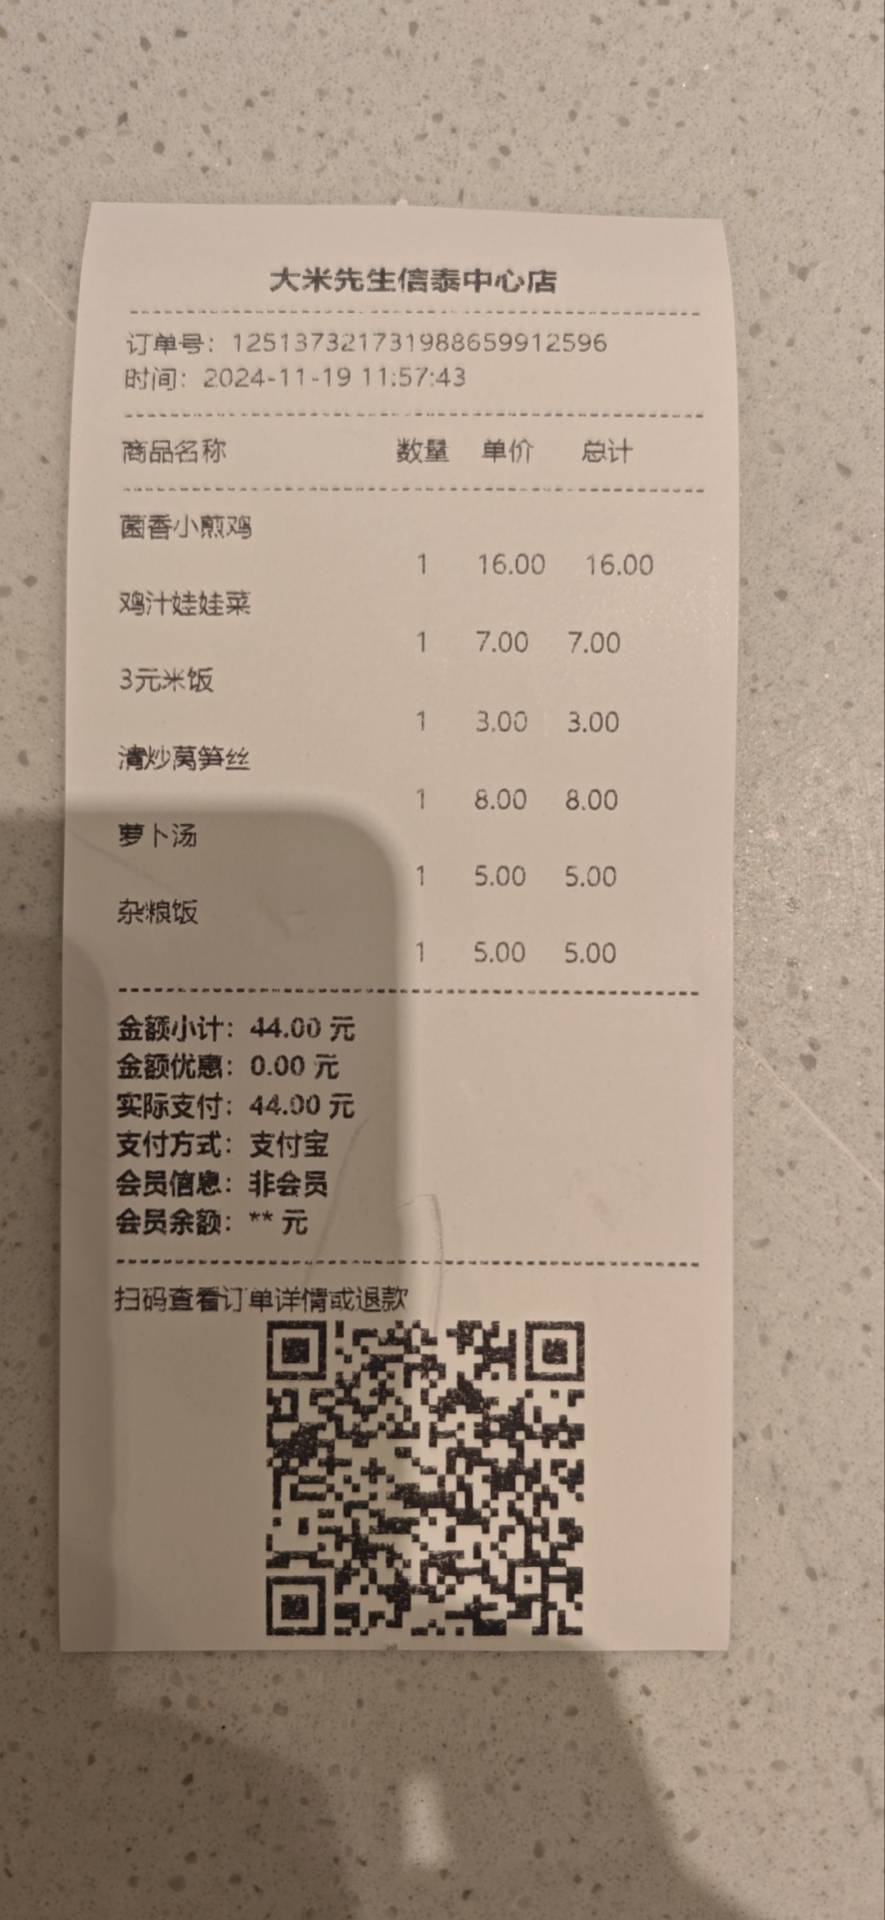 大米先生信泰中心店
订单号：1251373217319886599​12596
时间：2024-11-19 11:57:43
商品名称 数量 单价 总计
菌香小煎鸡
1 16.00 16.00
鸡汁娃娃菜
1 7.00 7.00
3元米饭
1 3.00 3.00
清炒莴笋丝
1 8.00 8.00
萝卜汤
1 5.00 5.00
杂粮饭
1 5.00 5.00
金额小计：44.00 元
金额优惠：0.00 元
实际支付：44.00 元
支付方式：支付宝
会员信息：非会员
会员余额：** 元
扫码查看订单详情或退款